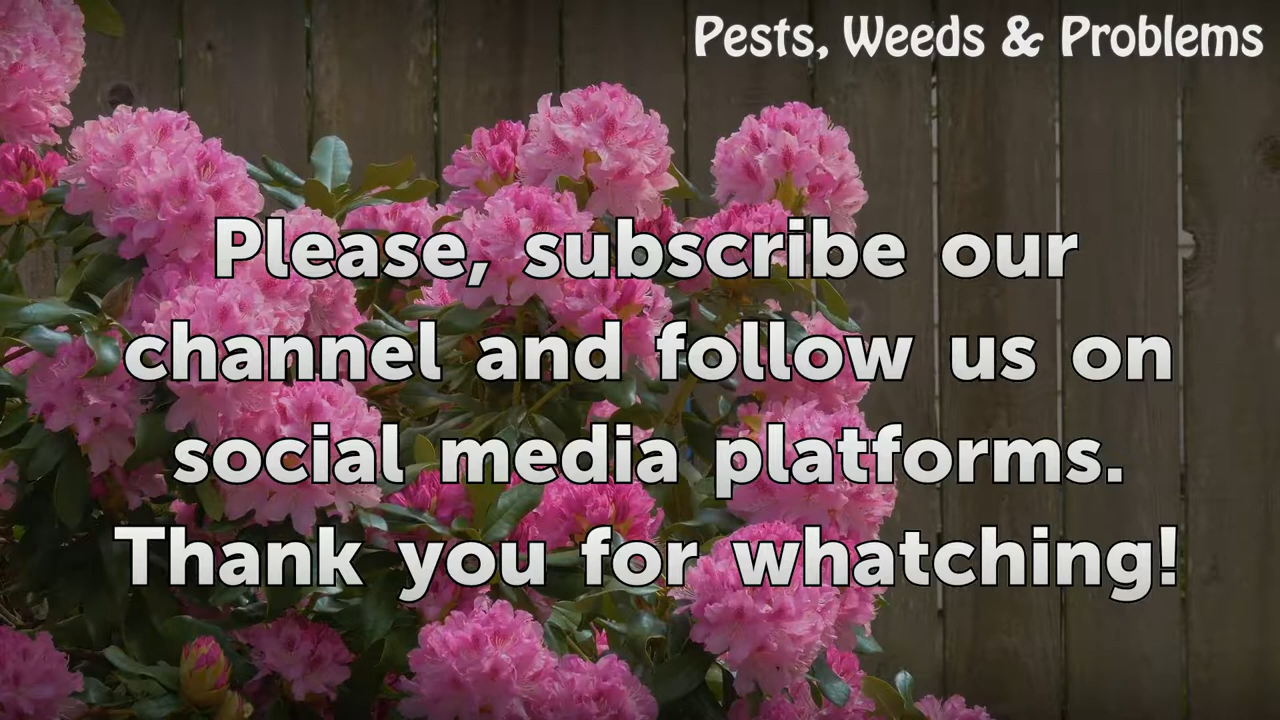 Pests, Weeds & Problems
Please, subscribe our
channel and follow us on
social media platforms.
Thank you for whatching!